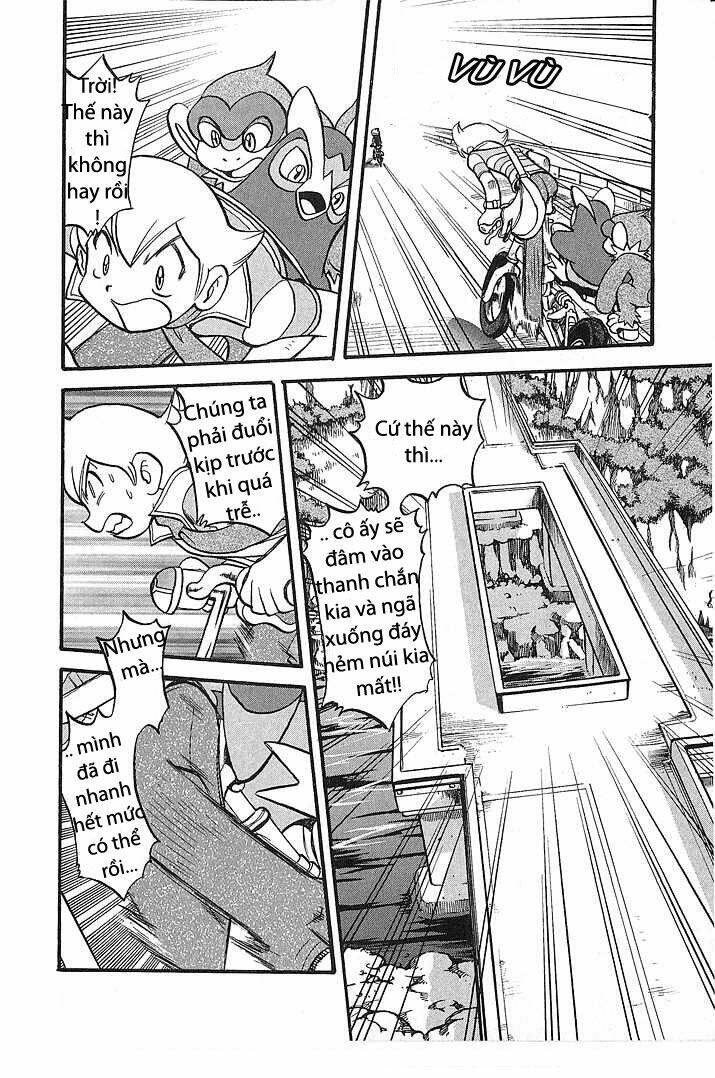 Trời!
Thế này
thì
không
hay rồi
!
VÙ VÙ
Chúng ta
phải đuổi
kịp trước
khi quá
trễ..
Cứ thế này
thì...
.. cô ấy sẽ
đâm vào
thanh chắn
kia và ngã
xuống đáy
hẻm núi kia
mất!!
Nhưng
mà...
.. mình
đã đi
nhanh
hết mức
có thể
rồi...